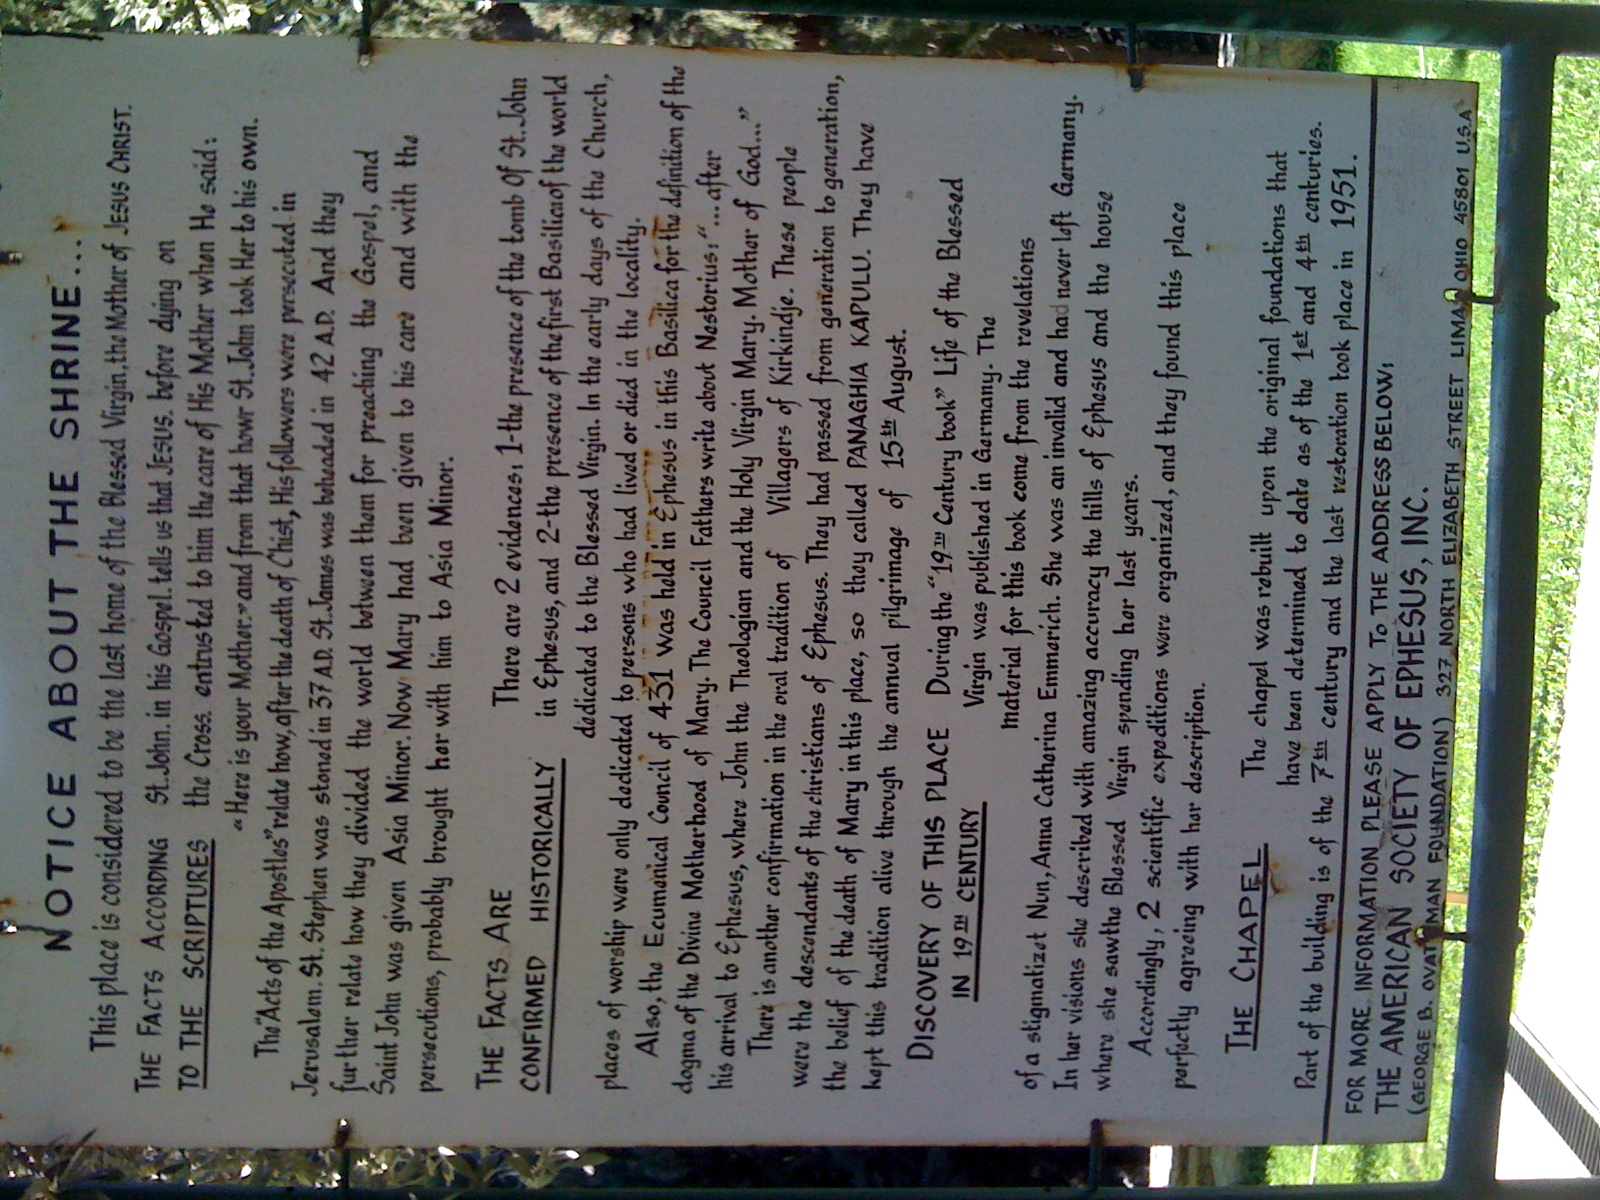 NOTICE ABOUT THE SHRINE...
This place is considered to be the last home of the Blessed Virgin, the Mother of JESUS CHRIST.
THE FACTS ACCORDING
TO THE SCRIPTURES
St. John. in his Gospel. tells us that JESUS. before dying on
the Cross. entrusted to him the care of His Mother when He said:
"Here is your Mother." and from that howr St. John took Her to his own.
The "Acts of the Apostles" relate how, after the death of Chist, His followers were persecuted in
Jerusalem. St. Stephen was stoned in 37 A.D. St. James was beheaded in 42 A.D. And they
further relate how they divided the world between them for preaching the Gospel, and
Saint John was given Asia Minor. Now Mary had been given to his care and with the
persecutions, probably brought her with him to Asia Minor.
THE FACTS ARE
CONFIRMED HISTORICALLY
There are 2 evidences: 1-the presence of the tomb Of St. John
in Ephesus, and 2-the presence of the first Basilica of the world
dedicated to the Blessed Virgin. In the early days of the Church,
places of worship were only dedicated to persons who had lived or died in the locality.
Also, the Ecumenical Council of 431 was held in Ephesus in this Basilica for the definition of the
dogma of the Divine Motherhood of Mary. The Council Fathers write about Nestorius: "... after
his arrival to Ephesus, where John the Theologian and the Holy Virgin Mary. Mother of God..."
There is another confirmation in the oral tradition of Villagers of Kirkindje. These people
were the descendants of the christians of Ephesus. They had passed from generation to generation,
the belief of the death of Mary in this place, so they called PANAGHIA KAPULU. They have
kept this tradition alive through the annual pilgrimage of 15th August.
DISCOVERY OF THIS PLACE
IN 19TH CENTURY
During the "19TH Century book" Life of the Blessed
Virgin was published in Germany. The
material for this book come from the revelations
of a stigmatizet Nun, Anna Catherina Emmerich. She was an invalid and had never left Germany.
In her visions she described with amazing accuracy the hills of Ephesus and the house
where she saw the Blessed Virgin spending her last years.
Accordingly, 2 scientific expeditions were organized, and they found this place
perfectly agreeing with her description.
THE CHAPEL
The chapel was rebuilt upon the original foundations that
have been determined to date as of the 1st and 4th centuries.
Part of the building is of the 7th century and the last restoration took place in 1951.
FOR MORE INFORMATION PLEASE APPLY TO THE ADDRESS BELOW:
THE AMERICAN SOCIETY OF EPHESUS, INC.
(GEORGE B. FOUNDATION) 327 NORTH ELIZABETH STREET LIMA OHIO 45801 U.S.A